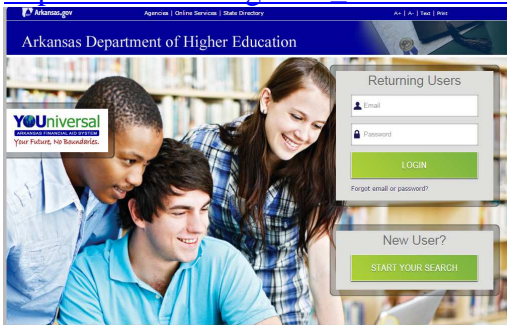 Arkansas.gov
Agencies | Online Services | State Directory
A+ | A- | Text | Print
Arkansas Department of Higher Education
YOUniversal
ARKANSAS FINANCIAL AID SYSTEM
Your Future, No Boundaries.
Returning Users
Email
Password
LOGIN
Forgot email or password?
New User?
START YOUR SEARCH